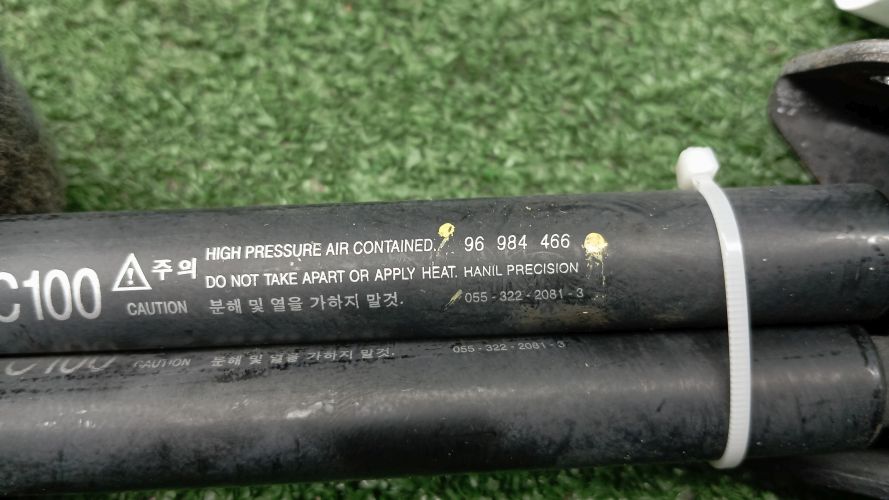 C100
주의
CAUTION
HIGH PRESSURE AIR CONTAINED. 96 984 466
DO NOT TAKE APART OR APPLY HEAT. HANIL PRECISION
분해 및 열을 가하지 말것. 055-322-2081-3
C100 CAUTION 분해 및 열을 가하지 말것. 055-322-2081-3